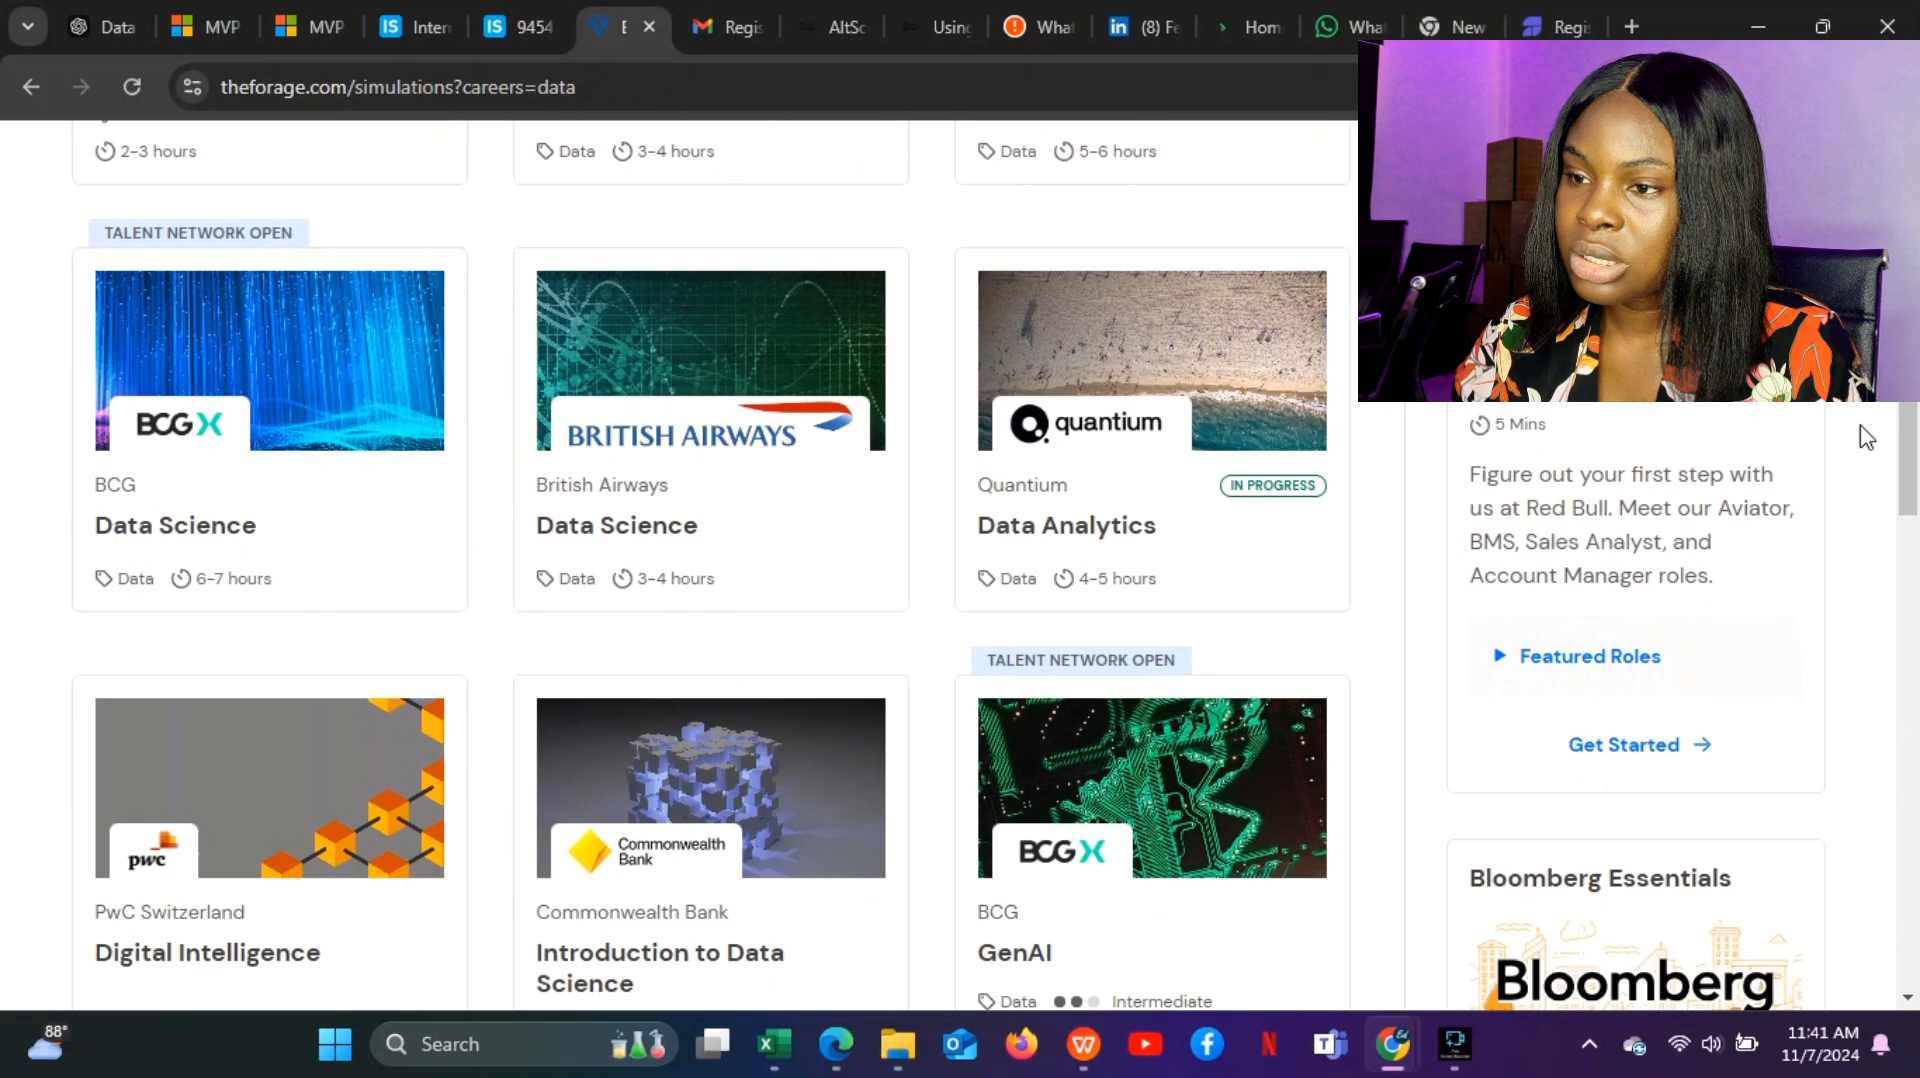 Data
MVP
MVP
Inter
9454
E
Regis
AltSc
Using
What
(8) Fe
Hom
What
New
Regis
theforage.com/simulations?careers=data
2-3 hours
Data 3-4 hours
Data 5-6 hours
TALENT NETWORK OPEN
BCG X
BRITISH AIRWAYS
quantium
BCG
British Airways
Quantium IN PROGRESS
Data Science
Data Science
Data Analytics
Data 6-7 hours
Data 3-4 hours
Data 4-5 hours
5 Mins
Figure out your first step with
us at Red Bull. Meet our Aviator,
BMS, Sales Analyst, and
Account Manager roles.
Featured Roles
Get Started
TALENT NETWORK OPEN
pwc
Commonwealth
Bank
BCG X
PwC Switzerland
Commonwealth Bank
BCG
Digital Intelligence
Introduction to Data
Science
GenAI
Data Intermediate
Bloomberg Essentials
Bloomberg
88°
Search
11:41 AM
11/7/2024